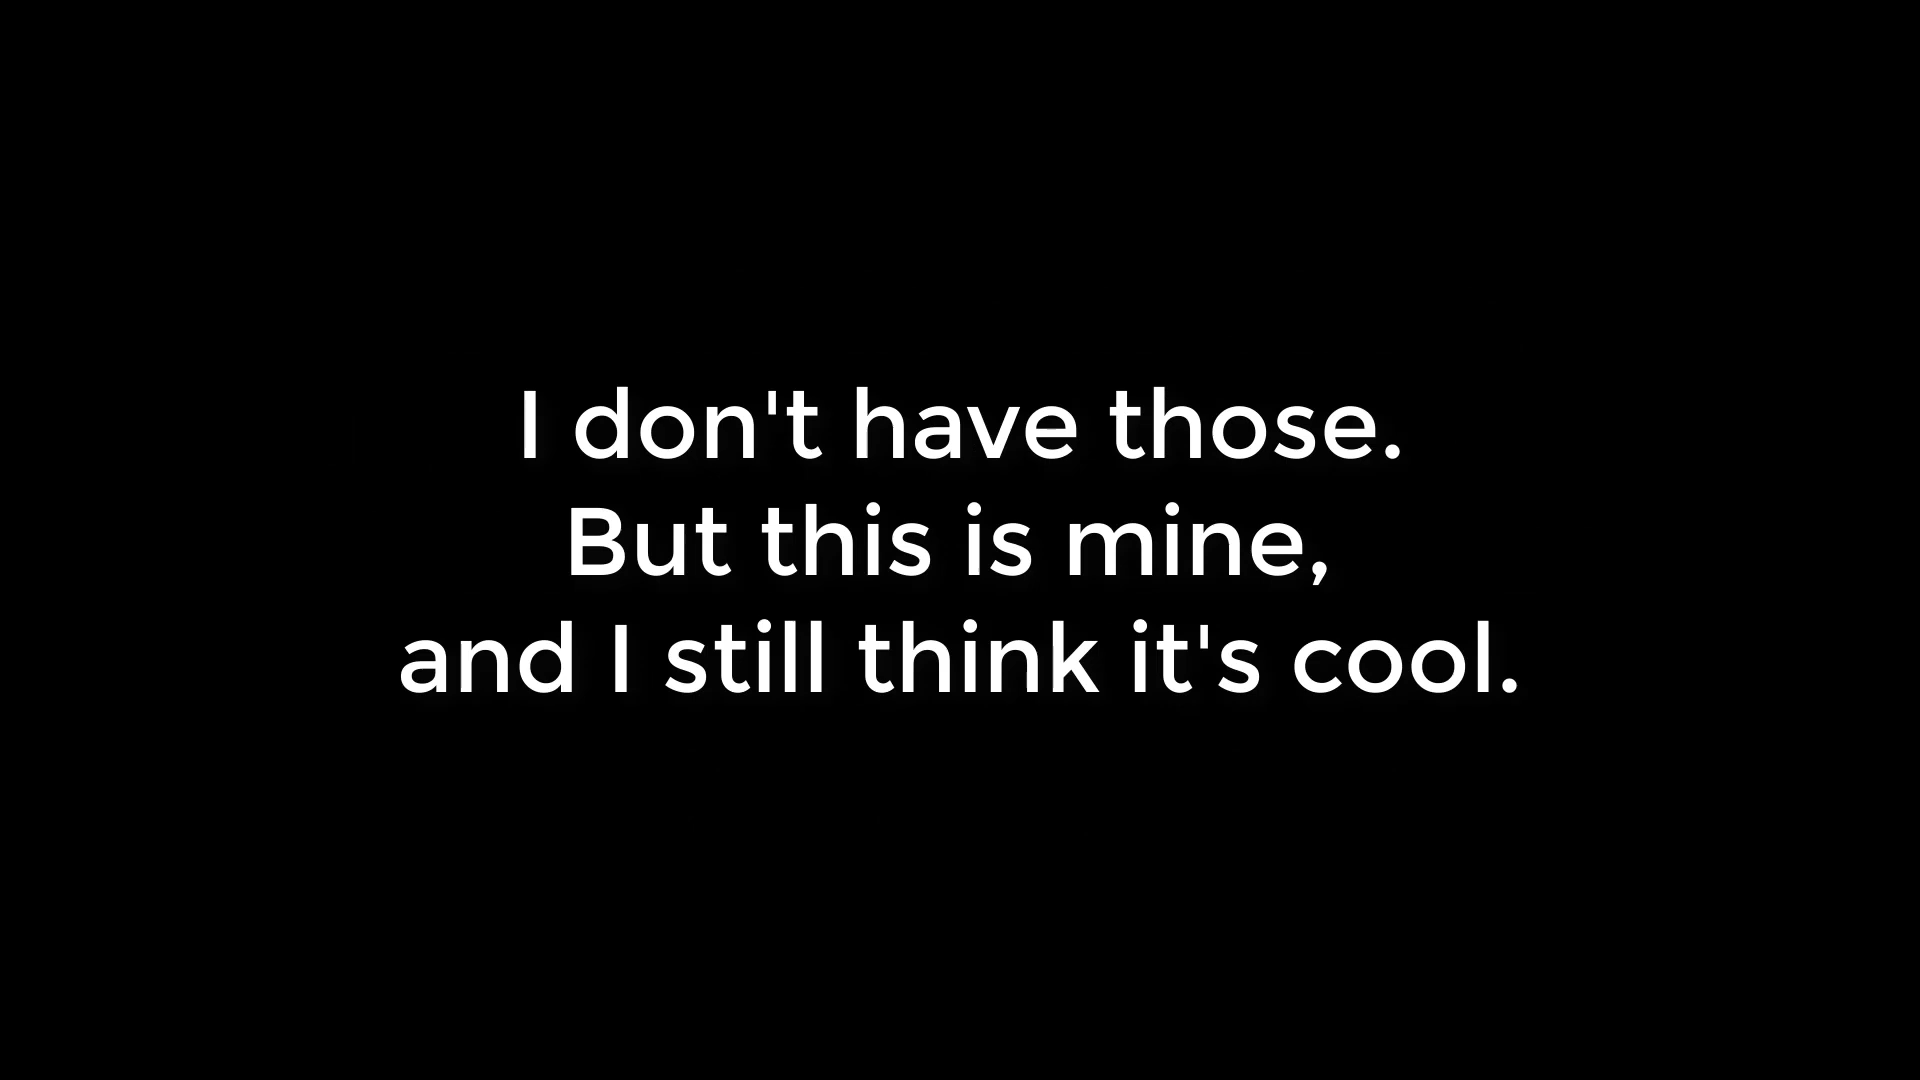 I don't have those.
But this is mine,
and I still think it's cool.